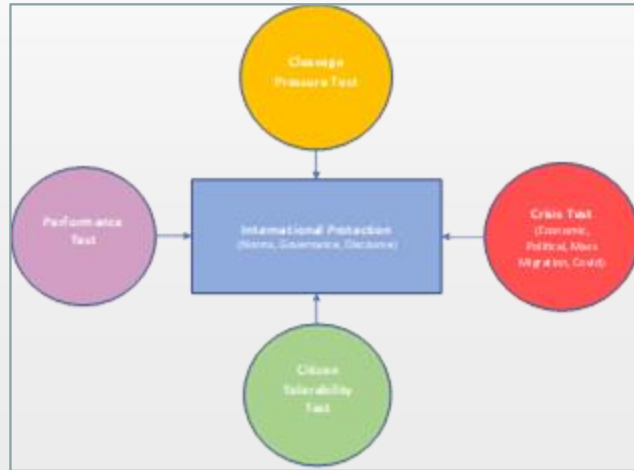 Cleavage
Pressure Test
Performance
Test
International Protection
(Norms, Governance, Discourse)
Crisis Test
(Economic,
Political, Mass
Migration, Covid)
Citizen
Tolerability
Test